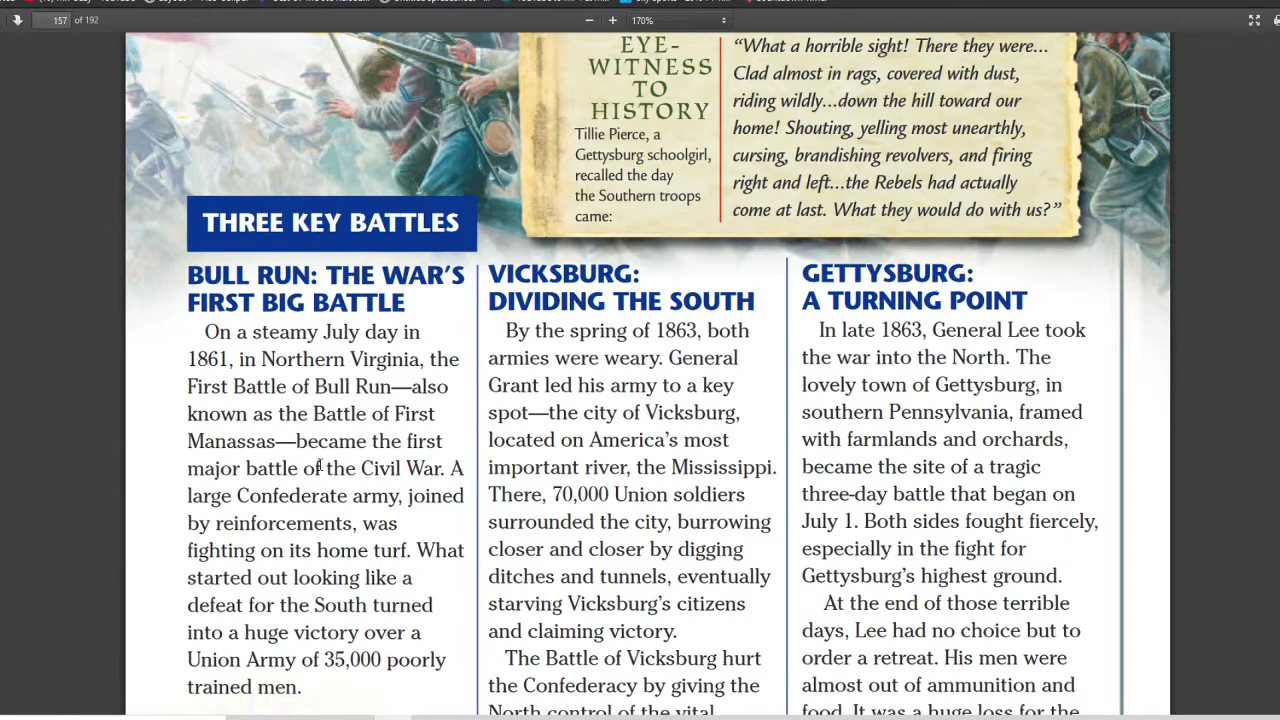 157 of 192
170%
EYE-
WITNESS
TO
HISTORY
Tillie Pierce, a
Gettysburg schoolgirl,
recalled the day
the Southern troops
came:
“What a horrible sight! There they were...
Clad almost in rags, covered with dust,
riding wildly...down the hill toward our
home! Shouting, yelling most unearthly,
cursing, brandishing revolvers, and firing
right and left...the Rebels had actually
come at last. What they would do with us?”
THREE KEY BATTLES
BULL RUN: THE WAR’S
FIRST BIG BATTLE
On a steamy July day in
1861, in Northern Virginia, the
First Battle of Bull Run—also
known as the Battle of First
Manassas—became the first
major battle of the Civil War. A
large Confederate army, joined
by reinforcements, was
fighting on its home turf. What
started out looking like a
defeat for the South turned
into a huge victory over a
Union Army of 35,000 poorly
trained men.
VICKSBURG:
DIVIDING THE SOUTH
By the spring of 1863, both
armies were weary. General
Grant led his army to a key
spot—the city of Vicksburg,
located on America’s most
important river, the Mississippi.
There, 70,000 Union soldiers
surrounded the city, burrowing
closer and closer by digging
ditches and tunnels, eventually
starving Vicksburg’s citizens
and claiming victory.
The Battle of Vicksburg hurt
the Confederacy by giving the
North control of the vital
GETTYSBURG:
A TURNING POINT
In late 1863, General Lee took
the war into the North. The
lovely town of Gettysburg, in
southern Pennsylvania, framed
with farmlands and orchards,
became the site of a tragic
three-day battle that began on
July 1. Both sides fought fiercely,
especially in the fight for
Gettysburg’s highest ground.
At the end of those terrible
days, Lee had no choice but to
order a retreat. His men were
almost out of ammunition and
food. It was a huge loss for the